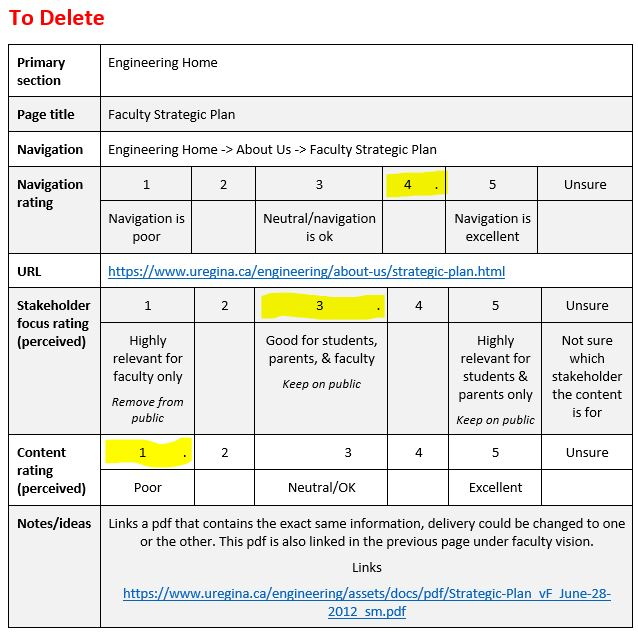 To Delete
Primary section Engineering Home
Page title Faculty Strategic Plan
Navigation Engineering Home -> About Us -> Faculty Strategic Plan
Navigation rating 1 2 3 4 . 5 Unsure
Navigation is poor Neutral/navigation is ok Navigation is excellent
URL https://www.uregina.ca/engineering/about-us/strategic-plan.html
Stakeholder focus rating (perceived) 1 2 3 . 4 5 Unsure
Highly relevant for faculty only Remove from public Good for students, parents, & faculty Keep on public Highly relevant for students & parents only Keep on public Not sure which stakeholder the content is for
Content rating (perceived) 1 . 2 3 4 5 Unsure
Poor Neutral/OK Excellent
Notes/ideas Links a pdf that contains the exact same information, delivery could be changed to one
or the other. This pdf is also linked in the previous page under faculty vision.
Links
https://www.uregina.ca/engineering/assets/docs/pdf/Strategic-Plan_vF_June-28-
2012_sm.pdf